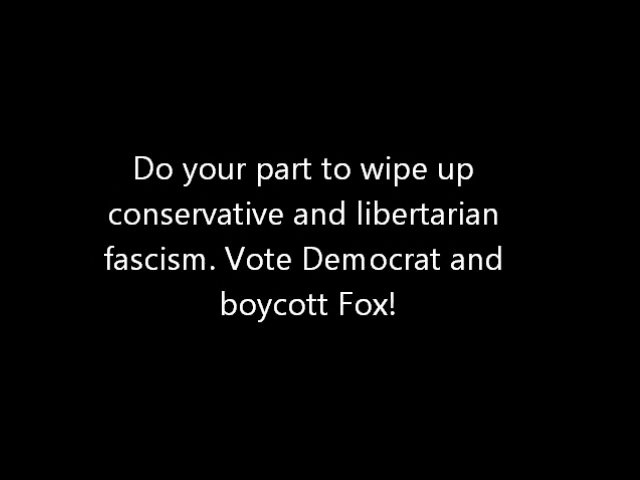 Do your part to wipe up
conservative and libertarian
fascism. Vote Democrat and
boycott Fox!